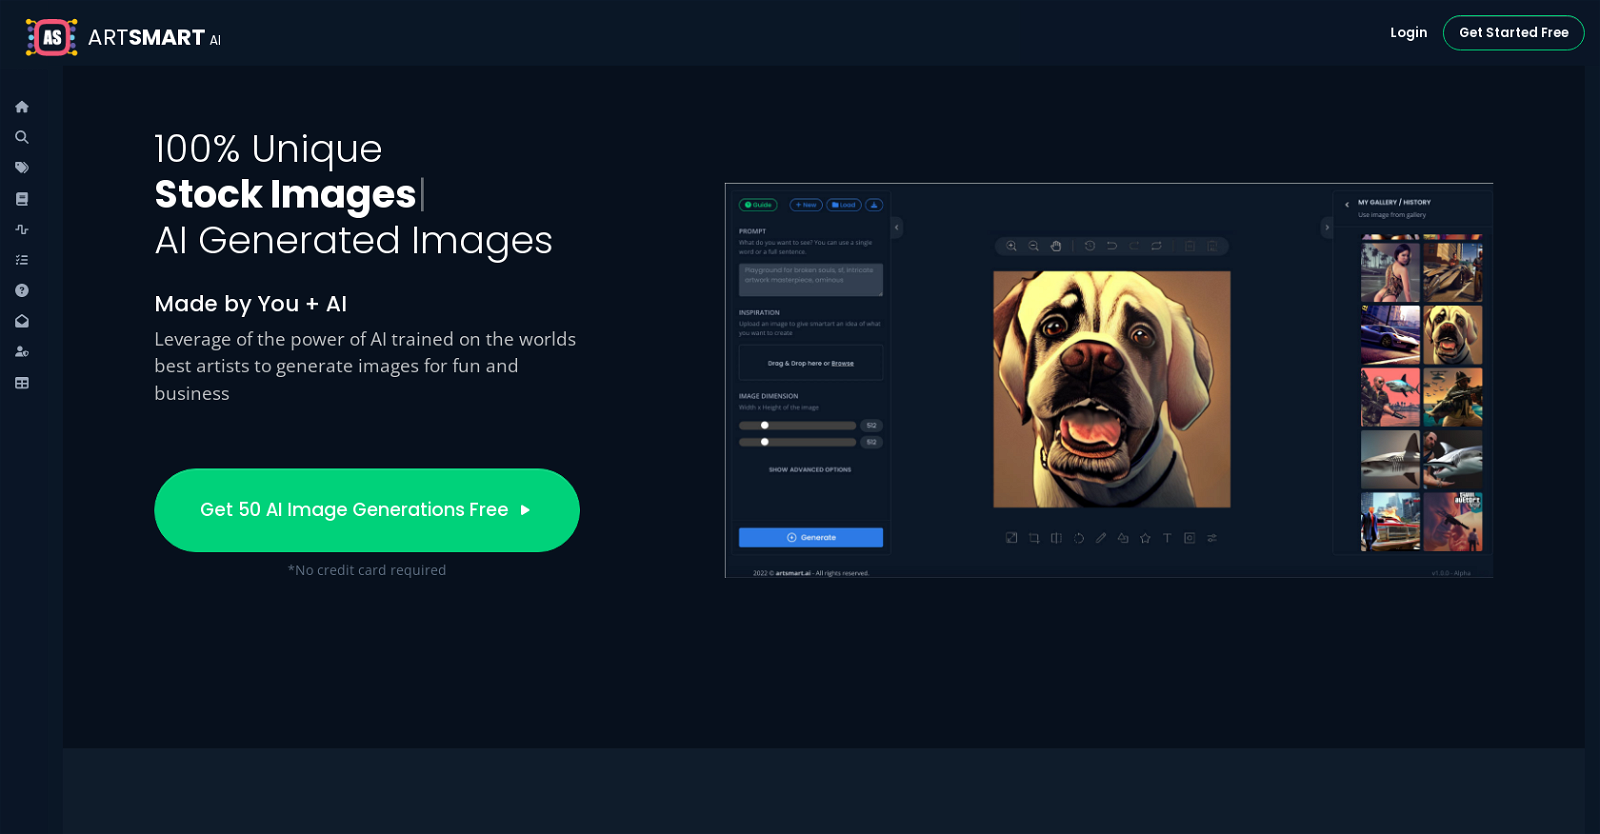 AS ARTSMART AI
Login
Get Started Free
100% Unique
Stock Images
AI Generated Images
Made by You + AI
Leverage of the power of AI trained on the worlds
best artists to generate images for fun and
business
Get 50 AI Image Generations Free
*No credit card required
Guide
New
Load
PROMPT
What do you want to see? You can use a single
word or a full sentence.
Playground for broken souls, sf, intricate
artwork masterpiece, ominous
INSPIRATION
Upload an image to give smartart an idea of what
you want to create
Drag & Drop here or Browse
IMAGE DIMENSION
Width x Height of the image
512
512
SHOW ADVANCED OPTIONS
Generate
2022 © artsmart.ai - All rights reserved.
MY GALLERY / HISTORY
Use image from gallery
v1.0.0 - Alpha